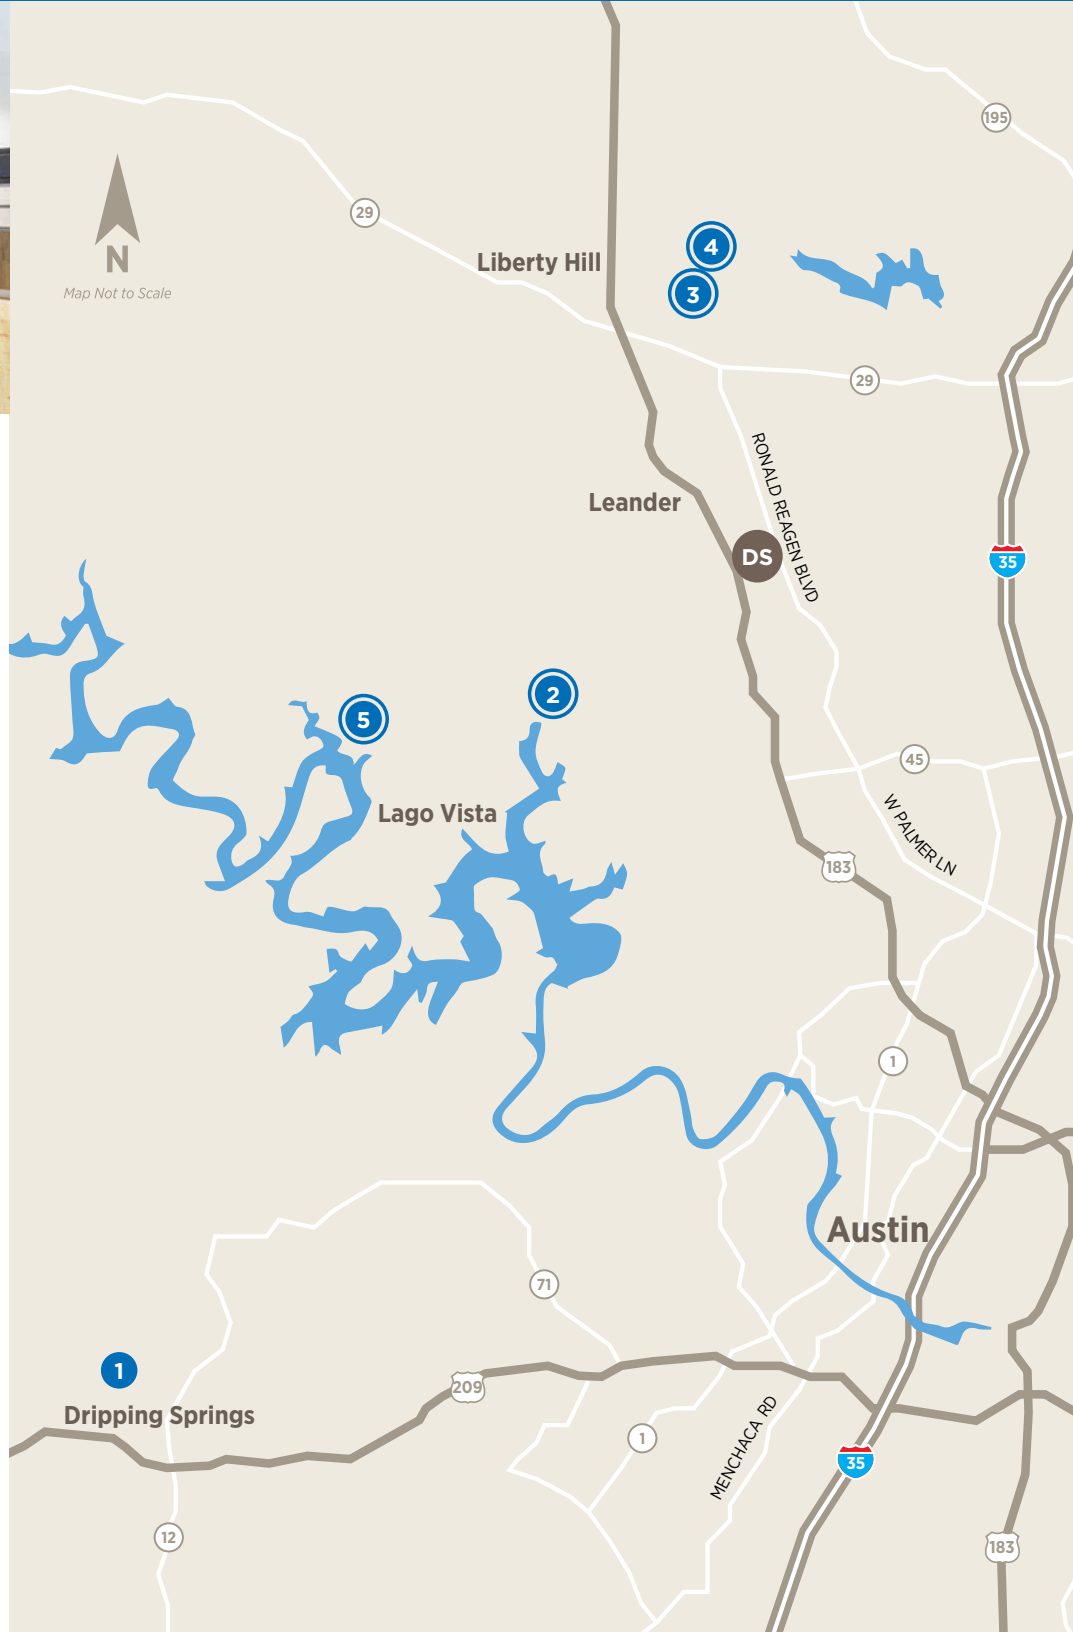 195
29
4
Liberty Hill
N
3
Map Not to Scale
29
RONALD REAGEN BLVD
Leander
DS
35
2
5
45
Lago Vista
W PALMER LN
183
1
Austin
71
1
209
Dripping Springs
MENCHACA RD
1
35
12
183